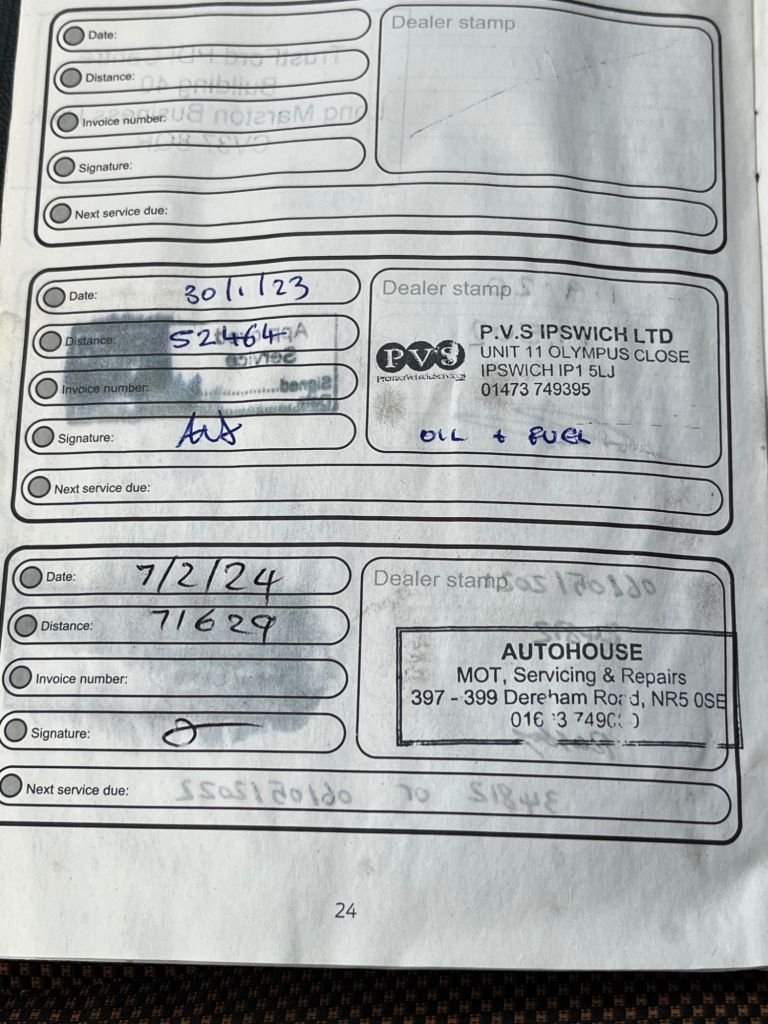 Date:
Distance:
Invoice number:
Signature:
Next service due:
Dealer stamp
Date: 30/1/23
Distance: 52464
Invoice number:
Signature:
Next service due:
Dealer stamp
PVS
P.V.S IPSWICH LTD
UNIT 11 OLYMPUS CLOSE
IPSWICH IP1 5LJ
01473 749395
OIL + FUEL
Date: 7/2/24
Distance: 71629
Invoice number:
Signature:
Next service due:
Dealer stamp
AUTOHOUSE
MOT, Servicing & Repairs
397 - 399 Dereham Road, NR5 0SE
24